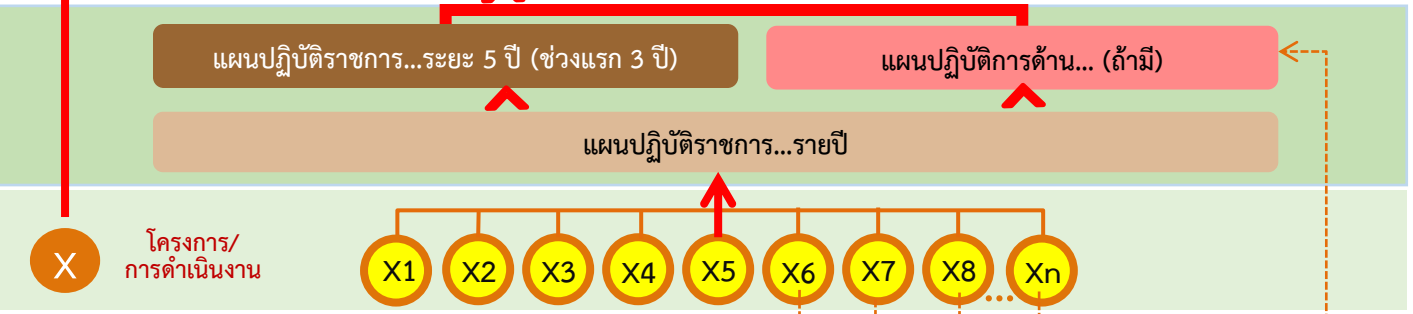 แผนปฏิบัติราชการ...ระยะ 5 ปี (ช่วงแรก 3 ปี)
แผนปฏิบัติการด้าน... (ถ้ามี)
แผนปฏิบัติราชการ...รายปี
X
โครงการ/
การดำเนินงาน
X1 X2 X3 X4 X5 X6 X7 X8 ... Xn